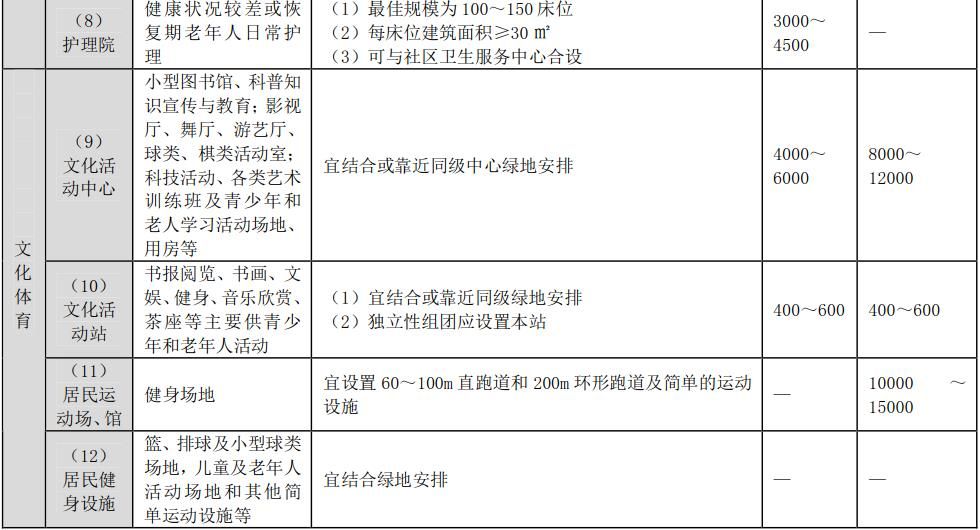 （8）
护理院
健康状况较差或恢
复期老年人日常护
理
（1）最佳规模为 100～150 床位
（2）每床位建筑面积≥30 ㎡
（3）可与社区卫生服务中心合设
3000～
4500
—
文
化
体
育
（9）
文化活
动中心
小型图书馆、科普知
识宣传与教育；影视
厅、舞厅、游艺厅、
球类、棋类活动室；
科技活动、各类艺术
训练班及青少年和
老人学习活动场地、
用房等
宜结合或靠近同级中心绿地安排
4000～
6000
8000～
12000
（10）
文化活
动站
书报阅览、书画、文
娱、健身、音乐欣赏、
茶座等主要供青少
年和老年人活动
（1）宜结合或靠近同级绿地安排
（2）独立性组团应设置本站
400～600
400～600
（11）
居民运
动场、馆
健身场地
宜设置 60～100m 直跑道和 200m 环形跑道及简单的运动
设施
—
10000 ～
15000
（12）
居民健
身设施
篮、排球及小型球类
场地，儿童及老年人
活动场地和其他简
单运动设施等
宜结合绿地安排
—
—